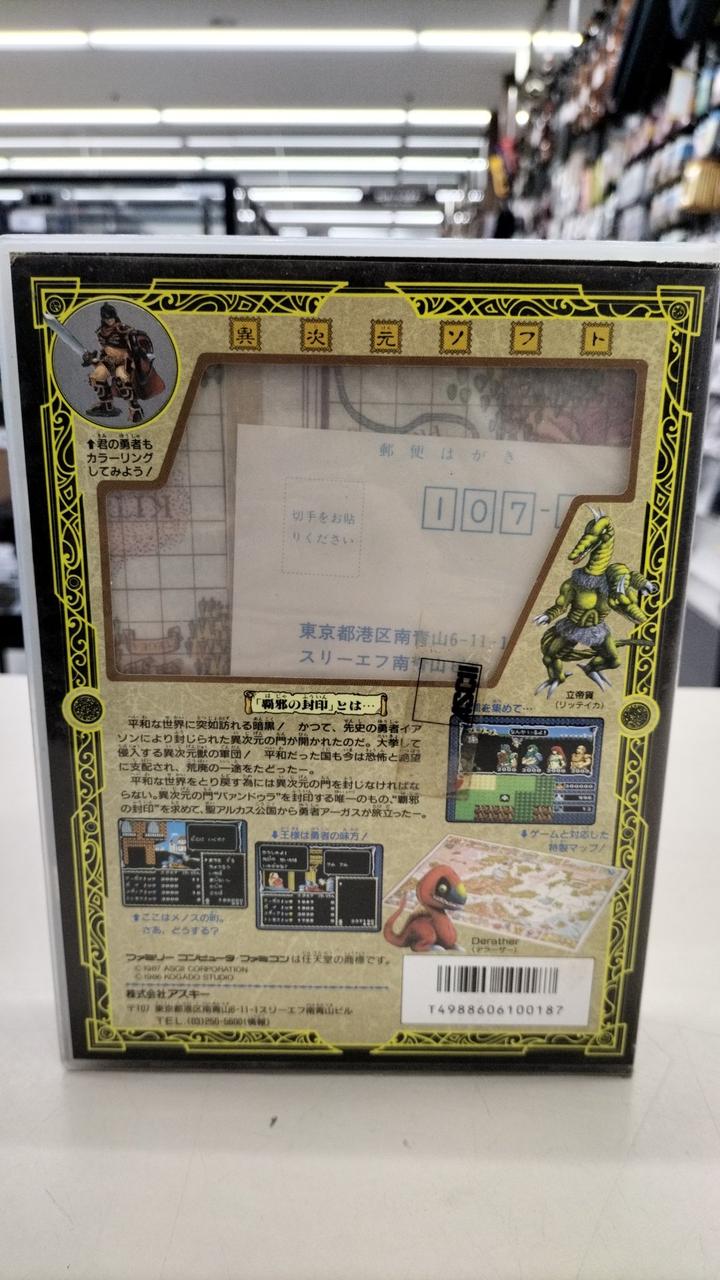 異次元ソフト
⬆君の勇者も
カラーリング
してみよう!
郵便はがき
切手をお貼
りください
107-
東京都港区南青山6-11-1
スリーエフ南青山
立帝賀
(リッテイカ)
「覇邪の封印」とは…
平和な世界に突如訪れる暗黒! かつて、先史の勇者イア
ソンにより封じられた異次元の門が開かれたのだ。大挙して
侵入する異次元獣の軍団! 平和だった国も今は恐怖と絶望
に支配され、荒廃の一途をたどったー。
平和な世界をとり戻す為には異次元の門を封じなければな
らない。異次元の門"パァンドゥラ"を封印する唯一のもの、"覇邪
の封印"を求めて、聖アルカス公国から勇者アーガスが旅立ったー。
を集めて…
⬇ゲームと対応した
特製マップ!
⬇王様は勇者の味方!
⬆ここはメノスの町。
さあ、どうする?
Derather
(デラーザー)
ファミリーコンピュータ・ファミコンは任天堂の商標です。
©1987 ASCII CORPORATION
©1986 KOGADO STUDIO
株式会社アスキー
〒107 東京都港区南青山6-11-1スリーエフ南青山ビル
TEL.(03)250-5600(情報)
T4988606100187